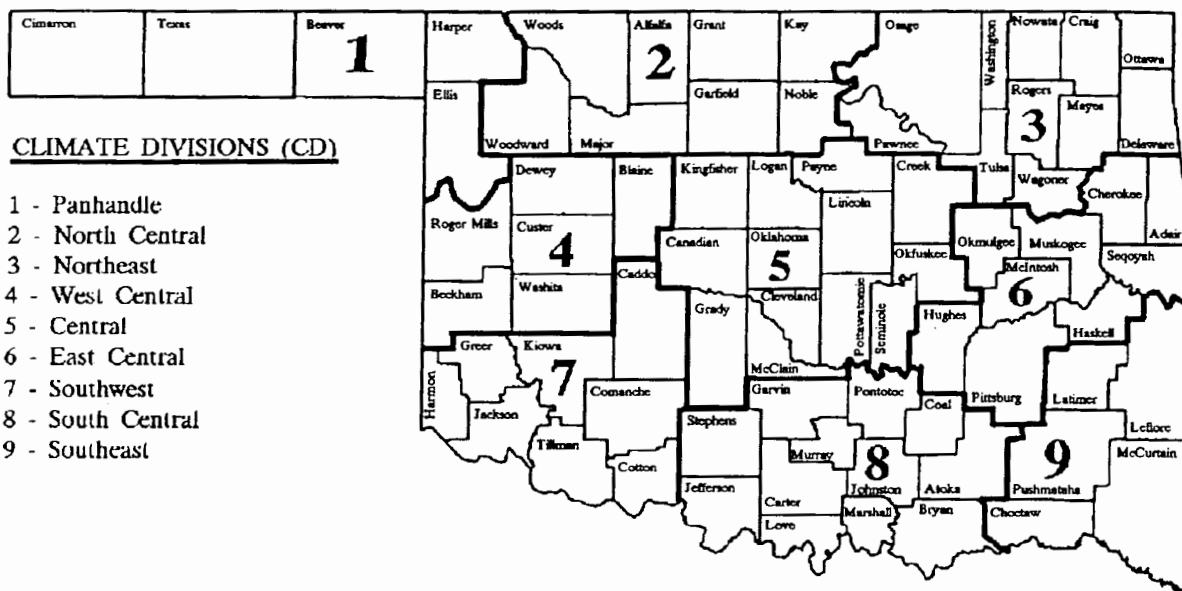 Cimarron Texas Beaver Harper Woods Alfalfa Grant Kay Osage Washington Nowata Craig
1 2
Ottawa
Ellis Garfield Noble Rogers Mayes
3
Woodward Major Pawnee Delaware
CLIMATE DIVISIONS (CD)
1 - Panhandle
2 - North Central
3 - Northeast
4 - West Central
5 - Central
6 - East Central
7 - Southwest
8 - South Central
9 - Southeast
Dewey Blaine Kingfisher Logan Payne Creek Tulsa Wagoner Cherokee
Lincoln
Roger Mills Custer Canadian Oklahoma Okmulgee Muskogee Adair
4 5 Okfuskee Seqoyah
Caddo McIntosh
Beckham Washita Cleveland 6
Grady Pottawatomie Seminole Hughes Haskell
Greer Kiowa
7 McClain
Harmon Comanche Garvin Pontotoc Coal Pittsburg Latimer
Jackson Stephens Leflore
Tillman Murray McCurtain
8 9
Cotton Jefferson Johnston Atoka Pushmataha
Carter Marshall Bryan Choctaw
Love